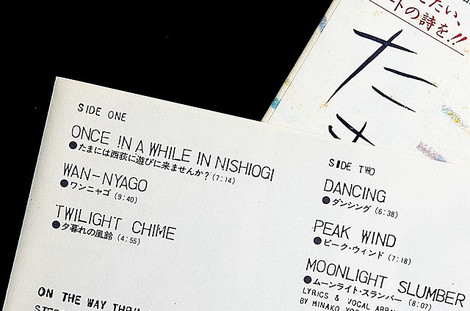 たい、
トの詩を!!
た
SIDE ONE
ONCE IN A WHILE IN NISHIOGI
●たまには西荻に遊びに来ませんか?(7:14)
WAN-NYAGO
●ワンニャゴ (9:40)
TWILIGHT CHIME
●夕暮れの風鈴 (4:55)
ON THE WAY
SIDE TWO
DANCING
●ダンシング (6:38)
PEAK WIND
●ピーク・ウィンド (7:18)
MOONLIGHT SLUMBER
●ムーンライト・スランバー (8:07)
LYRICS & VOCAL
BY MINAKO